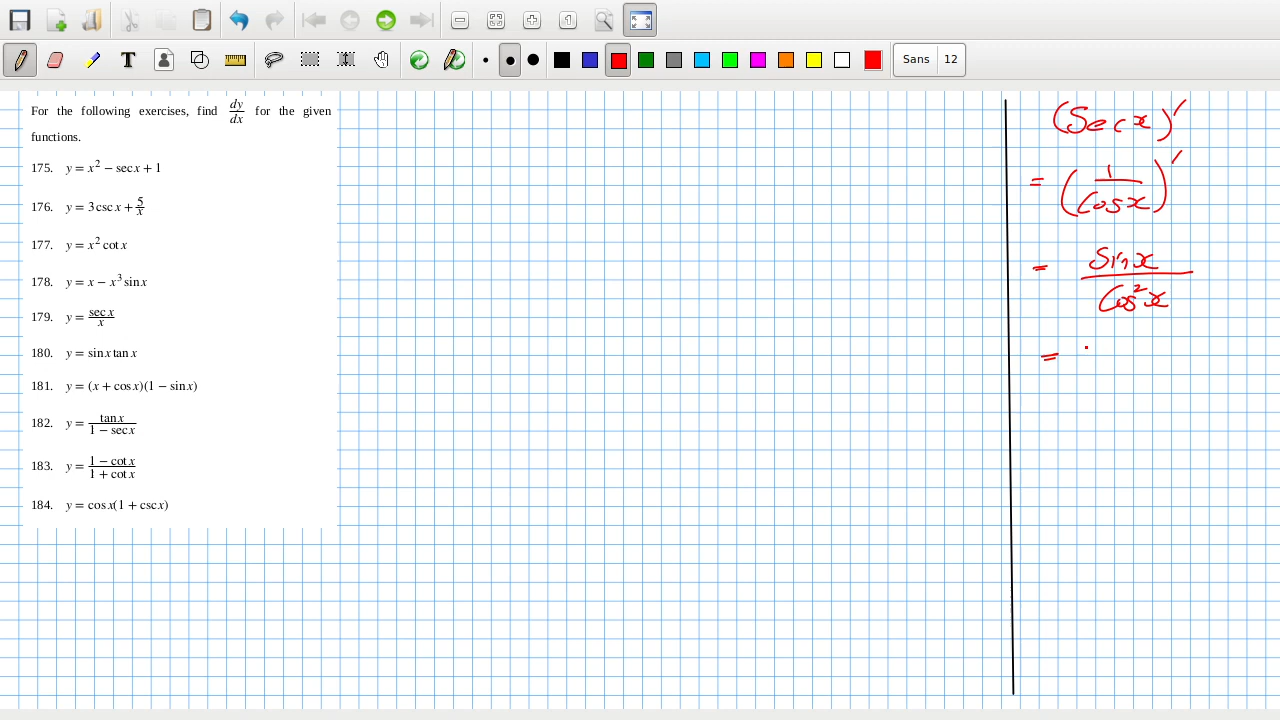 Sans 12
For the following exercises, find dy/dx for the given
functions.
175. y = x² − sec x + 1
176. y = 3 csc x + 5/x
177. y = x² cot x
178. y = x − x³ sin x
179. y = sec x / x
180. y = sin x tan x
181. y = (x + cos x)(1 − sin x)
182. y = tan x / 1 − sec x
183. y = 1 − cot x / 1 + cot x
184. y = cos x(1 + csc x)
(Sec x)′
= (1 / Cos x)′
= Sin x / Cos² x
=